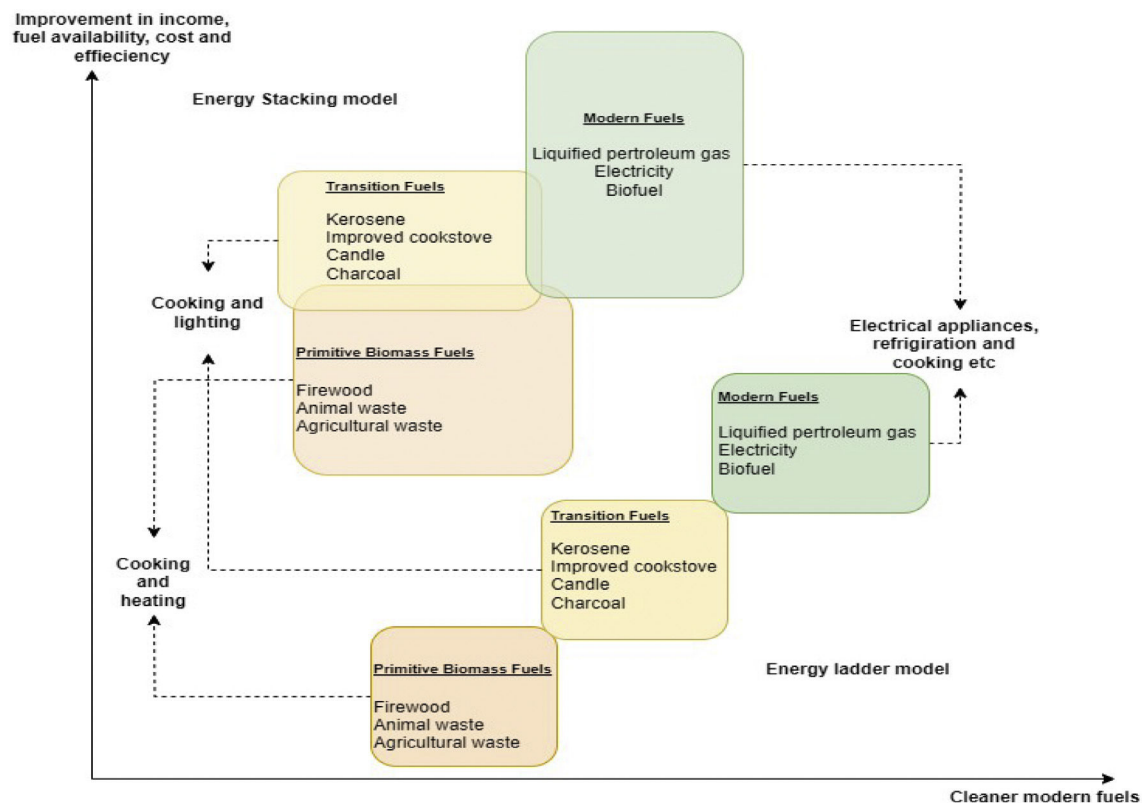 Improvement in income,
fuel availability, cost and
effieciency
Energy Stacking model
Modern Fuels
Liquified pertroleum gas
Electricity
Biofuel
Transition Fuels
Kerosene
Improved cookstove
Candle
Charcoal
Cooking and
lighting
Primitive Biomass Fuels
Firewood
Animal waste
Agricultural waste
Electrical appliances,
refrigiration and
cooking etc
Modern Fuels
Liquified pertroleum gas
Electricity
Biofuel
Transition Fuels
Kerosene
Improved cookstove
Candle
Charcoal
Cooking
and
heating
Primitive Biomass Fuels
Firewood
Animal waste
Agricultural waste
Energy ladder model
Cleaner modern fuels